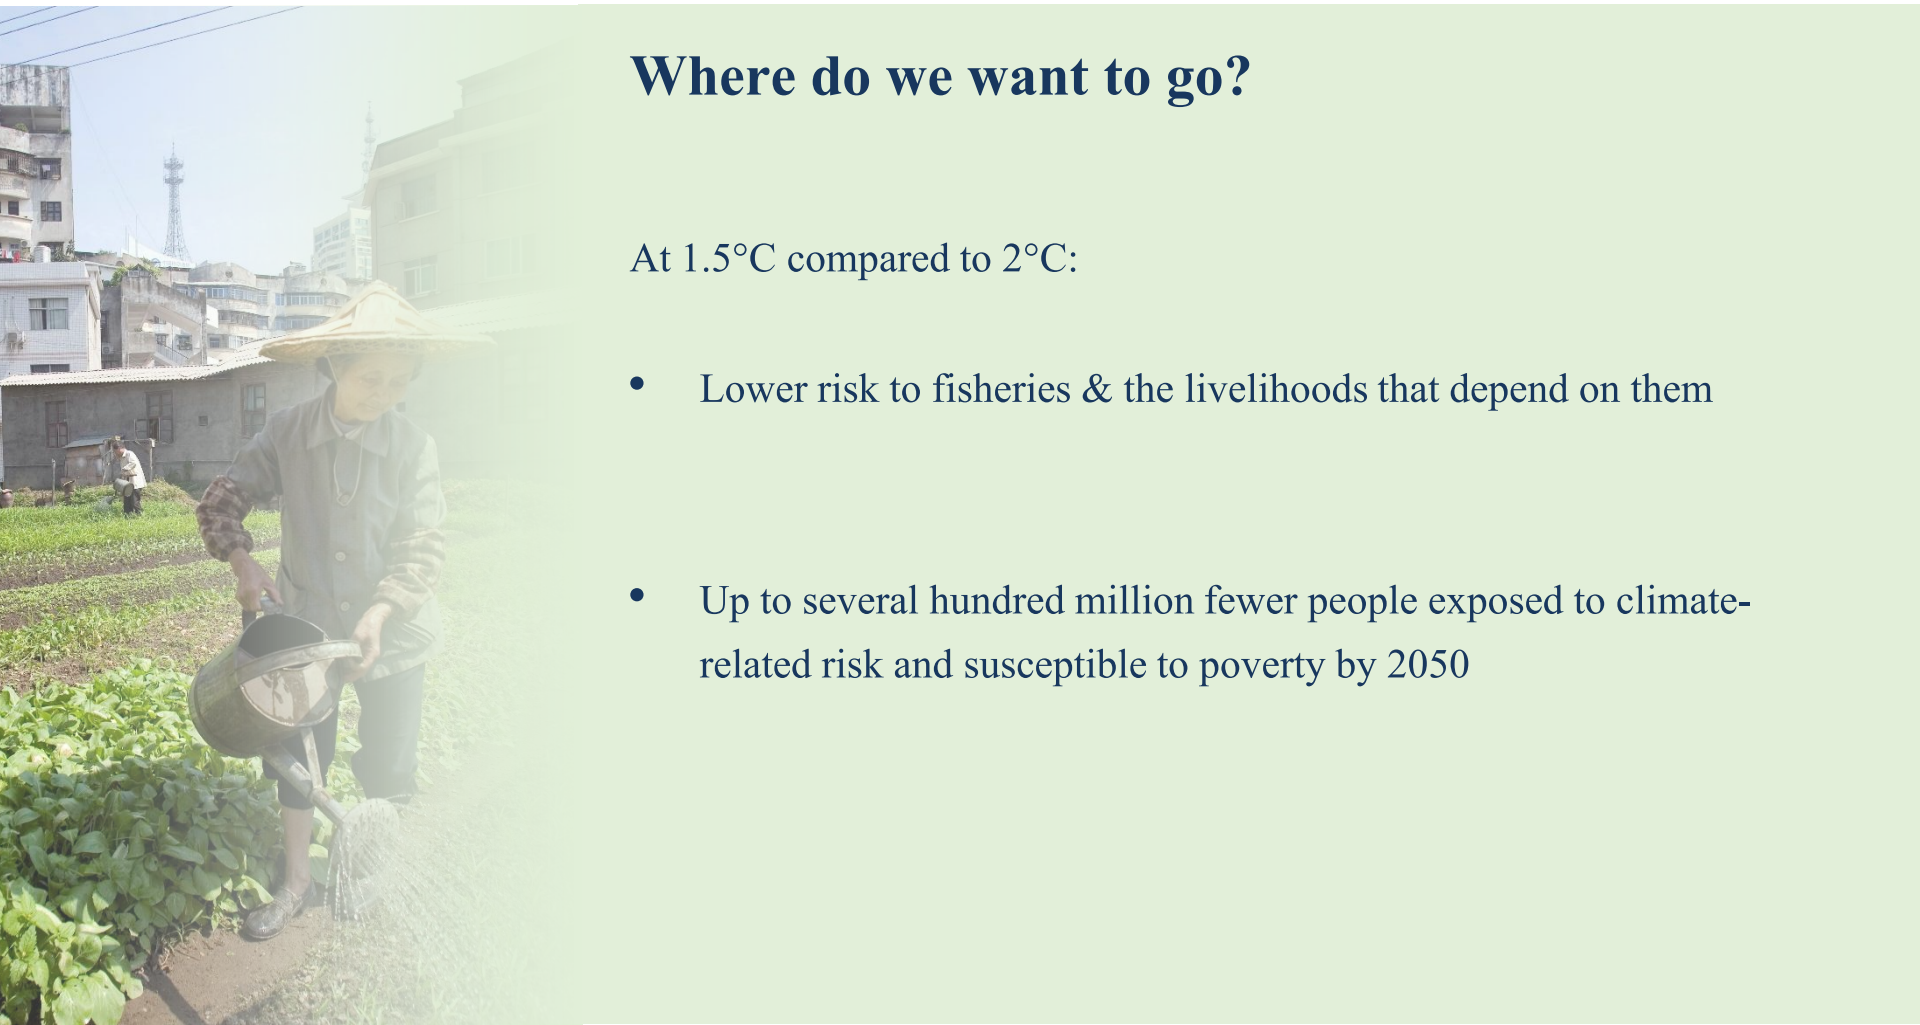 Where do we want to go?
At 1.5°C compared to 2°C:
• Lower risk to fisheries & the livelihoods that depend on them
• Up to several hundred million fewer people exposed to climate-
related risk and susceptible to poverty by 2050